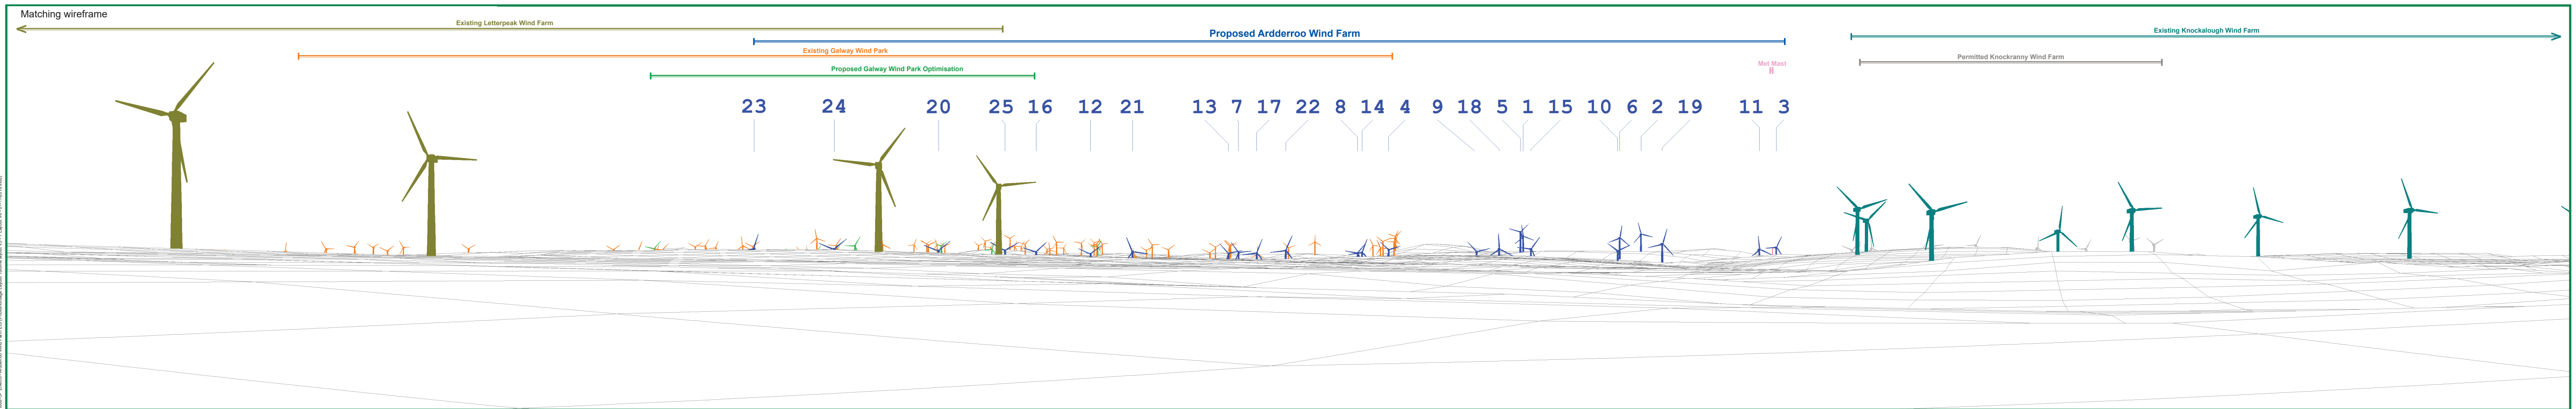 Matching wireframe
Existing Letterpeak Wind Farm
Existing Knockalough Wind Farm
Proposed Ardderroo Wind Farm
Existing Galway Wind Park
Permitted Knockranny Wind Farm
Met Mast
Proposed Galway Wind Park Optimisation
23 24 20 25 16 12 21 13 7 17 22 8 14 4 9 18 5 1 15 10 6 2 19 11 3